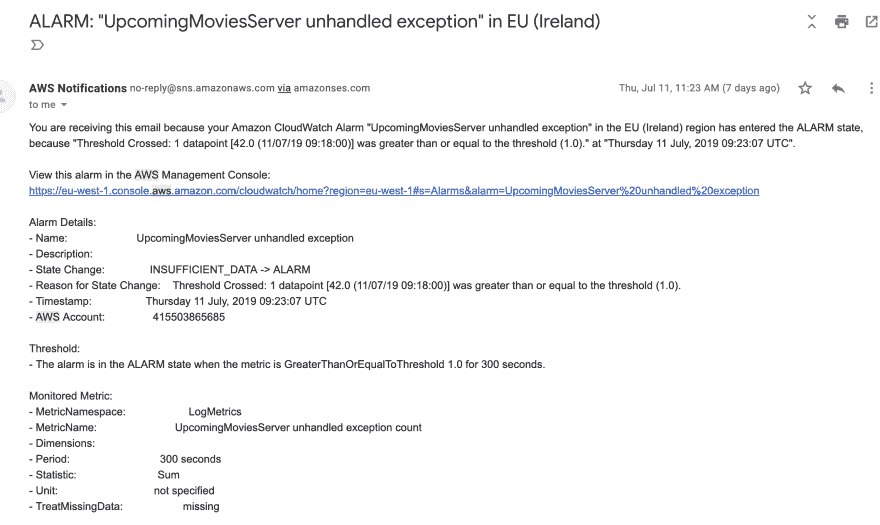 ALARM: "UpcomingMoviesServer unhandled exception" in EU (Ireland)
AWS Notifications no-reply@sns.amazonaws.com via amazonses.com
Thu, Jul 11, 11:23 AM (7 days ago)
to me
You are receiving this email because your Amazon CloudWatch Alarm "UpcomingMoviesServer unhandled exception" in the EU (Ireland) region has entered the ALARM state,
because "Threshold Crossed: 1 datapoint [42.0 (11/07/19 09:18:00)] was greater than or equal to the threshold (1.0)." at "Thursday 11 July, 2019 09:23:07 UTC".
View this alarm in the AWS Management Console:
https://eu-west-1.console.aws.amazon.com/cloudwatch/home?region=eu-west-1#s=Alarms&alarm=UpcomingMoviesServer%20unhandled%20exception
Alarm Details:
- Name: UpcomingMoviesServer unhandled exception
- Description:
- State Change: INSUFFICIENT_DATA -> ALARM
- Reason for State Change: Threshold Crossed: 1 datapoint [42.0 (11/07/19 09:18:00)] was greater than or equal to the threshold (1.0).
- Timestamp: Thursday 11 July, 2019 09:23:07 UTC
- AWS Account: 415503865685
Threshold:
- The alarm is in the ALARM state when the metric is GreaterThanOrEqualToThreshold 1.0 for 300 seconds.
Monitored Metric:
- MetricNamespace: LogMetrics
- MetricName: UpcomingMoviesServer unhandled exception count
- Dimensions:
- Period: 300 seconds
- Statistic: Sum
- Unit: not specified
- TreatMissingData: missing